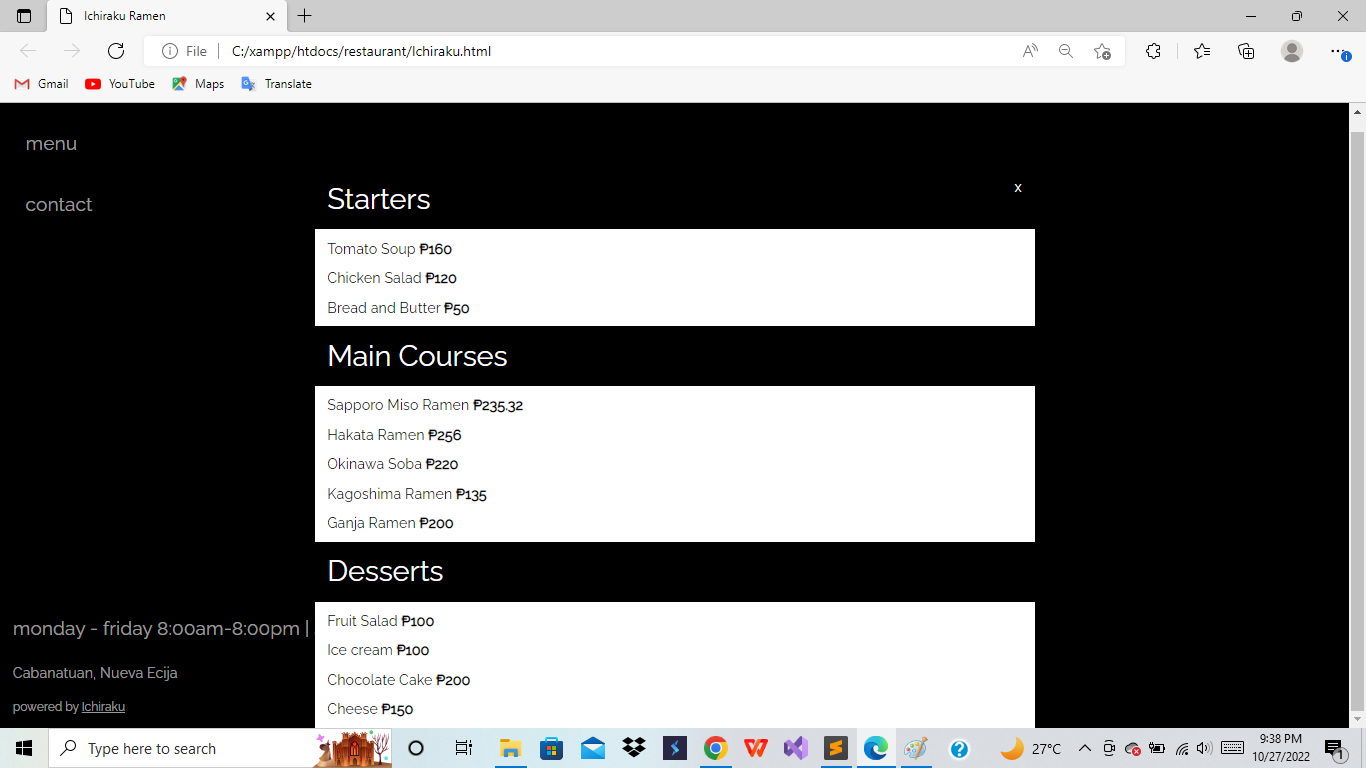 Ichiraku Ramen
File
C:/xampp/htdocs/restaurant/Ichiraku.html
Gmail
YouTube
Maps
Translate
menu
contact
x
Starters
Tomato Soup ₱160
Chicken Salad ₱120
Bread and Butter ₱50
Main Courses
Sapporo Miso Ramen ₱235.32
Hakata Ramen ₱256
Okinawa Soba ₱220
Kagoshima Ramen ₱135
Ganja Ramen ₱200
Desserts
Fruit Salad ₱100
Ice cream ₱100
Chocolate Cake ₱200
Cheese ₱150
monday - friday 8:00am-8:00pm |
Cabanatuan, Nueva Ecija
powered by Ichiraku
Type here to search
27°C
9:38 PM
10/27/2022
1